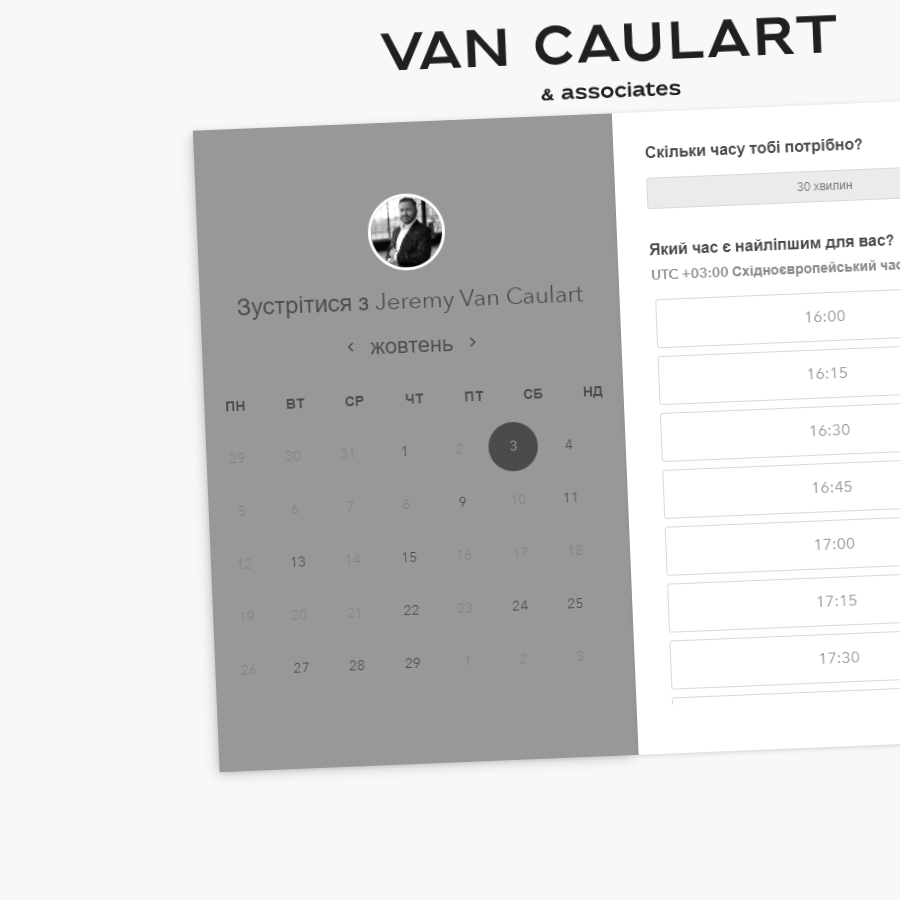 VAN CAULART
& associates
Зустрітися з Jeremy Van Caulart
‹ жовтень ›
ПН ВТ СР ЧТ ПТ СБ НД
29 30 31 1 2 3 4
5 6 7 8 9 10 11
12 13 14 15 16 17 18
19 20 21 22 23 24 25
26 27 28 29 1 2 3
Скільки часу тобі потрібно?
30 хвилин
Який час є найліпшим для вас?
UTC +03:00 Східноєвропейський
16:00
16:15
16:30
16:45
17:00
17:15
17:30